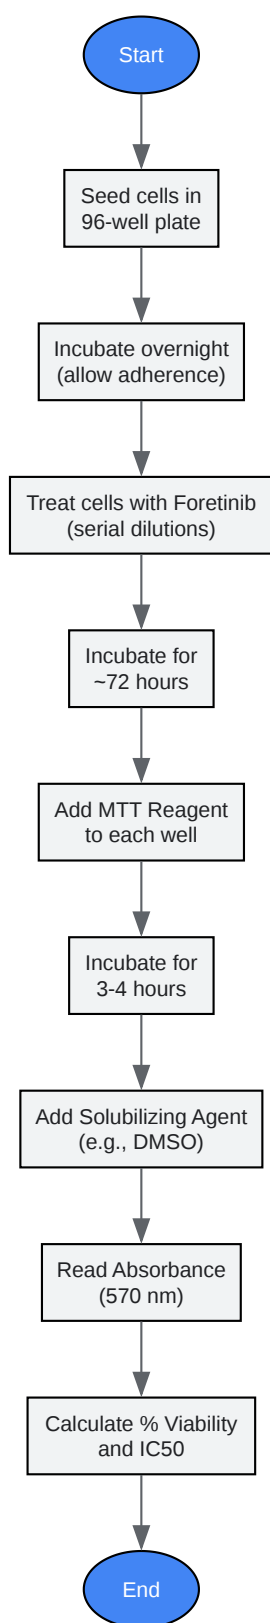 Start
Seed cells in
96-well plate
Incubate overnight
(allow adherence)
Treat cells with Foretinib
(serial dilutions)
Incubate for
~72 hours
Add MTT Reagent
to each well
Incubate for
3-4 hours
Add Solubilizing Agent
(e.g., DMSO)
Read Absorbance
(570 nm)
Calculate % Viability
and IC50
End